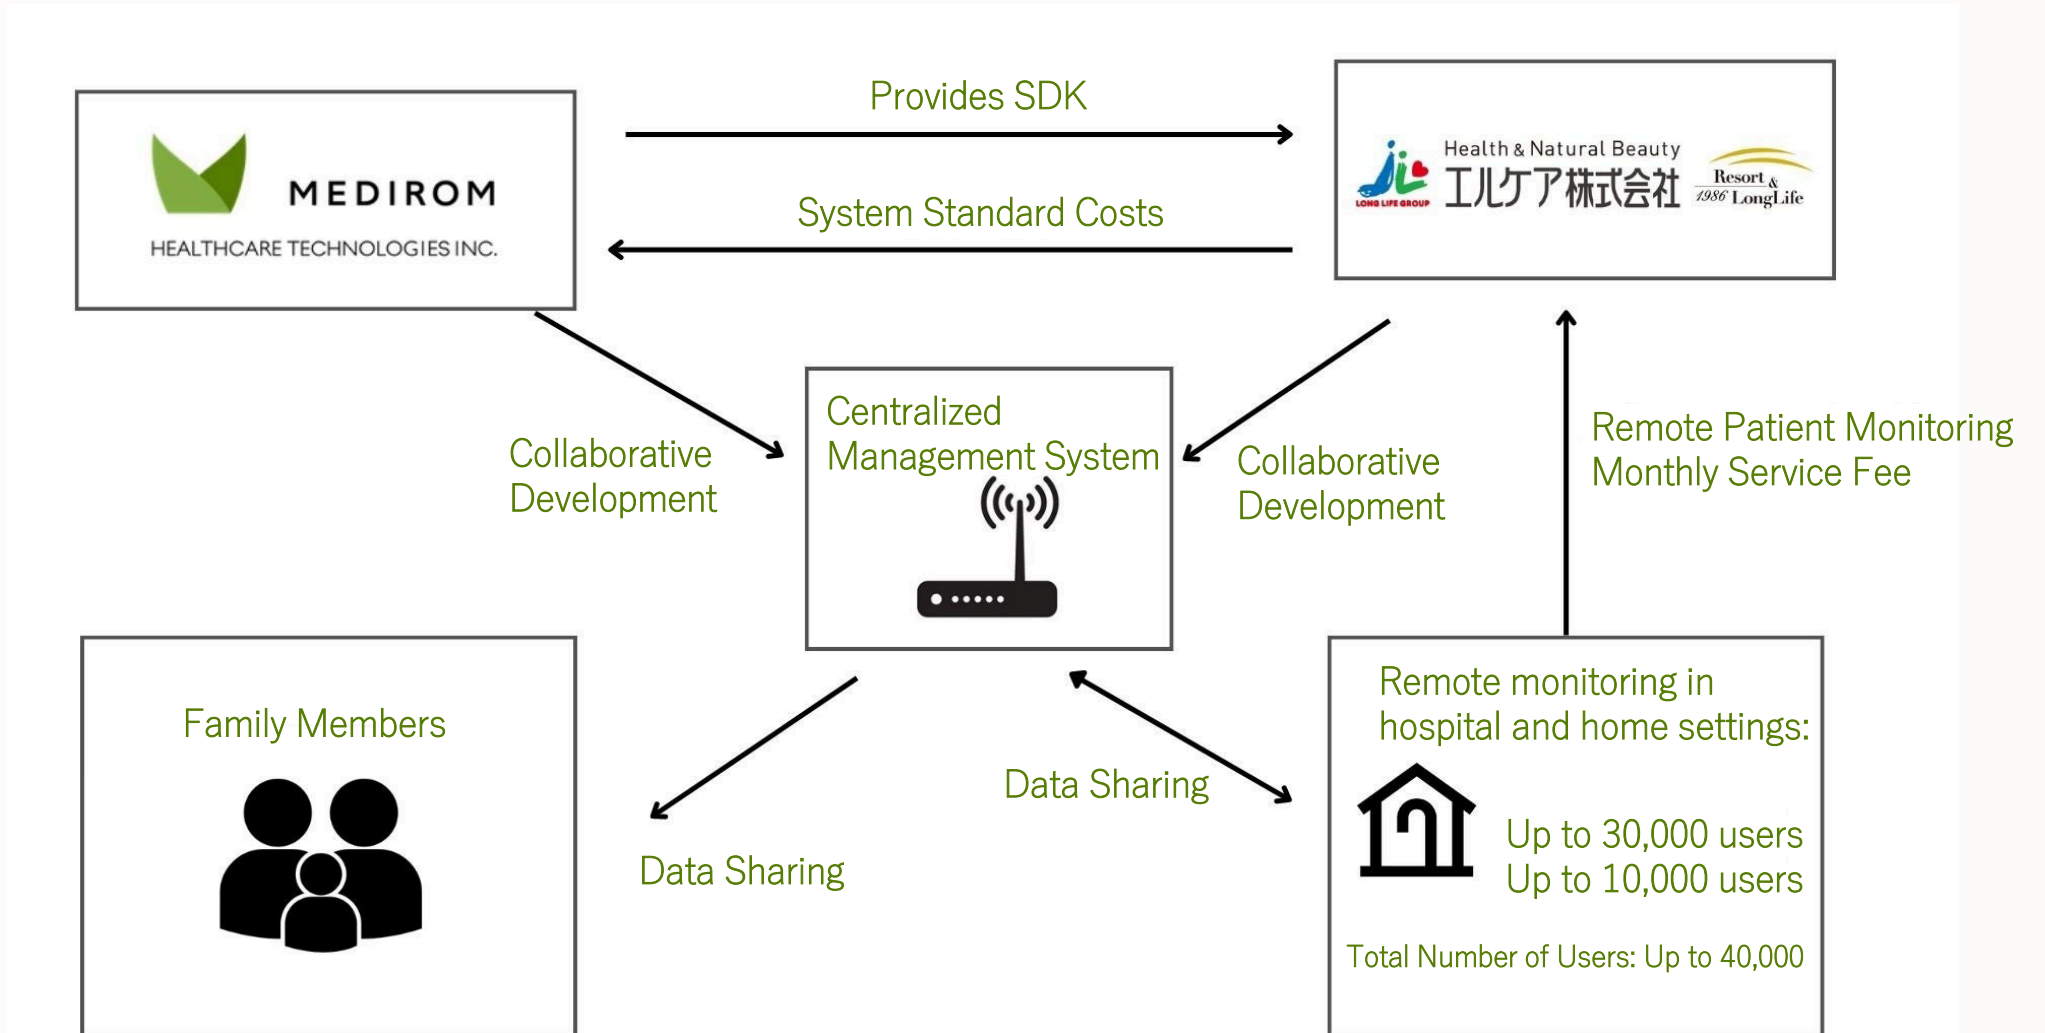 Provides SDK
MEDIROM
HEALTHCARE TECHNOLOGIES INC.
Health & Natural Beauty
エルケア株式会社
LONG LIFE GROUP
Resort &
1986 LongLife
System Standard Costs
Centralized
Management System
Collaborative
Development
Collaborative
Development
Remote Patient Monitoring
Monthly Service Fee
Family Members
Data Sharing
Data Sharing
Remote monitoring in
hospital and home settings:
Up to 30,000 users
Up to 10,000 users
Total Number of Users: Up to 40,000